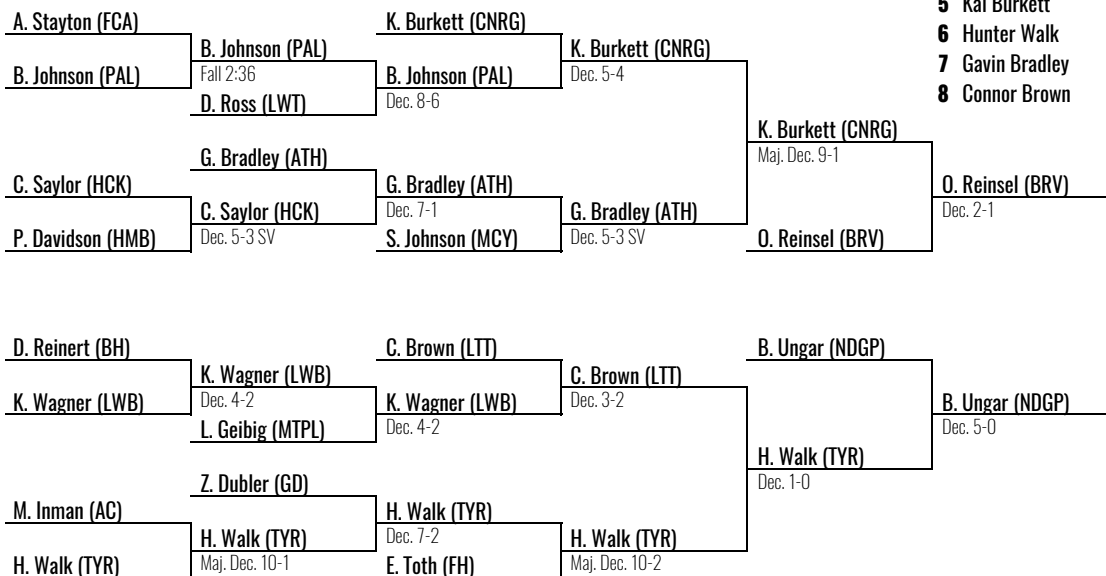 5 Kai Burkett
6 Hunter Walk
7 Gavin Bradley
8 Connor Brown
A. Stayton (FCA)
B. Johnson (PAL)
B. Johnson (PAL)
Fall 2:36
D. Ross (LWT)
K. Burkett (CNRG)
B. Johnson (PAL)
Dec. 8-6
K. Burkett (CNRG)
Dec. 5-4
G. Bradley (ATH)
C. Saylor (HCK)
P. Davidson (HMB)
C. Saylor (HCK)
Dec. 5-3 SV
G. Bradley (ATH)
Dec. 7-1
S. Johnson (MCY)
G. Bradley (ATH)
Dec. 5-3 SV
K. Burkett (CNRG)
Maj. Dec. 9-1
O. Reinsel (BRV)
O. Reinsel (BRV)
Dec. 2-1
D. Reinert (BH)
K. Wagner (LWB)
K. Wagner (LWB)
Dec. 4-2
L. Geibig (MTPL)
C. Brown (LTT)
K. Wagner (LWB)
Dec. 4-2
C. Brown (LTT)
Dec. 3-2
Z. Dubler (GD)
M. Inman (AC)
H. Walk (TYR)
H. Walk (TYR)
Maj. Dec. 10-1
H. Walk (TYR)
Dec. 7-2
E. Toth (FH)
H. Walk (TYR)
Maj. Dec. 10-2
B. Ungar (NDGP)
H. Walk (TYR)
Dec. 1-0
B. Ungar (NDGP)
Dec. 5-0